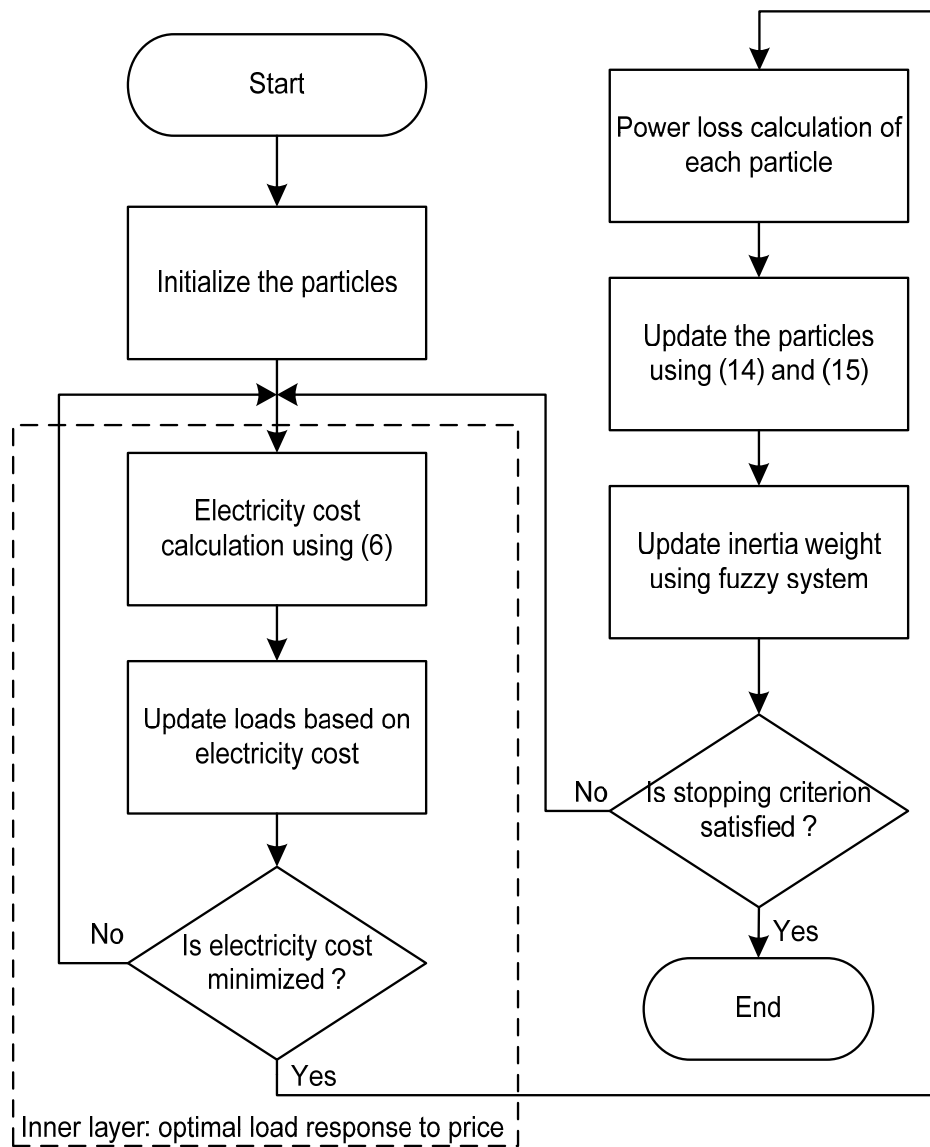 Start
Initialize the particles
Electricity cost
calculation using (6)
Update loads based on
electricity cost
No
Is electricity cost
minimized ?
Yes
Inner layer: optimal load response to price
Power loss calculation of
each particle
Update the particles
using (14) and (15)
Update inertia weight
using fuzzy system
No
Is stopping criterion
satisfied ?
Yes
End